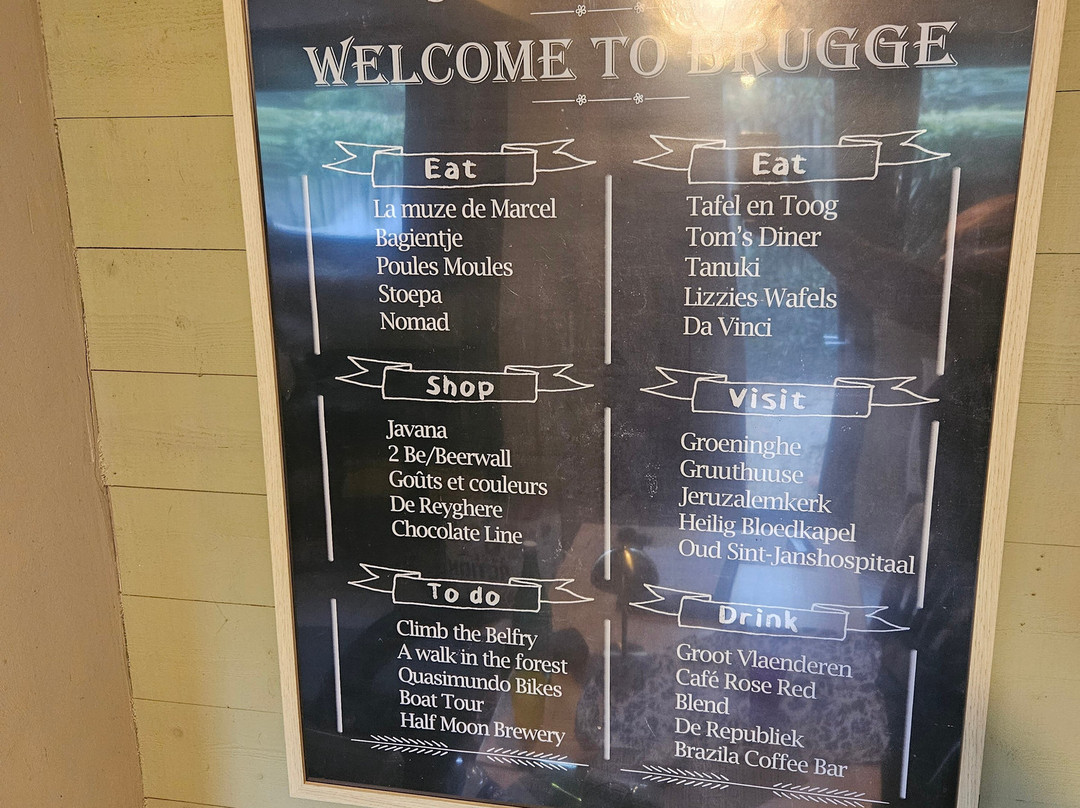 WELCOME TO BRUGGE
Eat
La muze de Marcel
Bagientje
Poules Moules
Stoepa
Nomad
Eat
Tafel en Toog
Tom's Diner
Tanuki
Lizzies Wafels
Da Vinci
Shop
Javana
2 Be/Beerwall
Goûts et couleurs
De Reyghere
Chocolate Line
Visit
Groeninghe
Gruuthuuse
Jeruzalemkerk
Heilig Bloedkapel
Oud Sint-Janshospitaal
To do
Climb the Belfry
A walk in the forest
Quasimundo Bikes
Boat Tour
Half Moon Brewery
Drink
Groot Vlaenderen
Café Rose Red
Blend
De Republiek
Brazila Coffee Bar